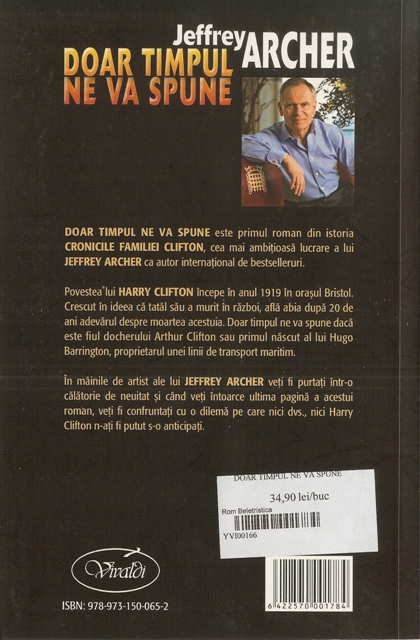 Jeffrey ARCHER
DOAR TIMPUL
NE VA SPUNE
DOAR TIMPUL NE VA SPUNE este primul roman din istoria
CRONICILE FAMILIEI CLIFTON, cea mai ambițioasă lucrare a lui
JEFFREY ARCHER ca autor internațional de bestselleruri.
Povestea lui HARRY CLIFTON începe în anul 1919 în orașul Bristol.
Crescut în ideea că tatăl său a murit în război, află abia după 20 de
ani adevărul despre moartea acestuia. Doar timpul ne va spune dacă
este fiul docherului Arthur Clifton sau primul născut al lui Hugo
Barrington, proprietarul unei linii de transport maritim.
În mâinile de artist ale lui JEFFREY ARCHER veți fi purtați într-o
călătorie de neuitat și când veți întoarce ultima pagină a acestui
roman, veți fi confruntați cu o dilemă pe care nici dvs., nici Harry
Clifton n-ați fi putut s-o anticipați.
DOAR TIMPUL NE VA SPUNE
34,90 lei/buc
Rom Beletristica
YVI00166
Vivaldi
ISBN: 978-973-150-065-2
6422570001784